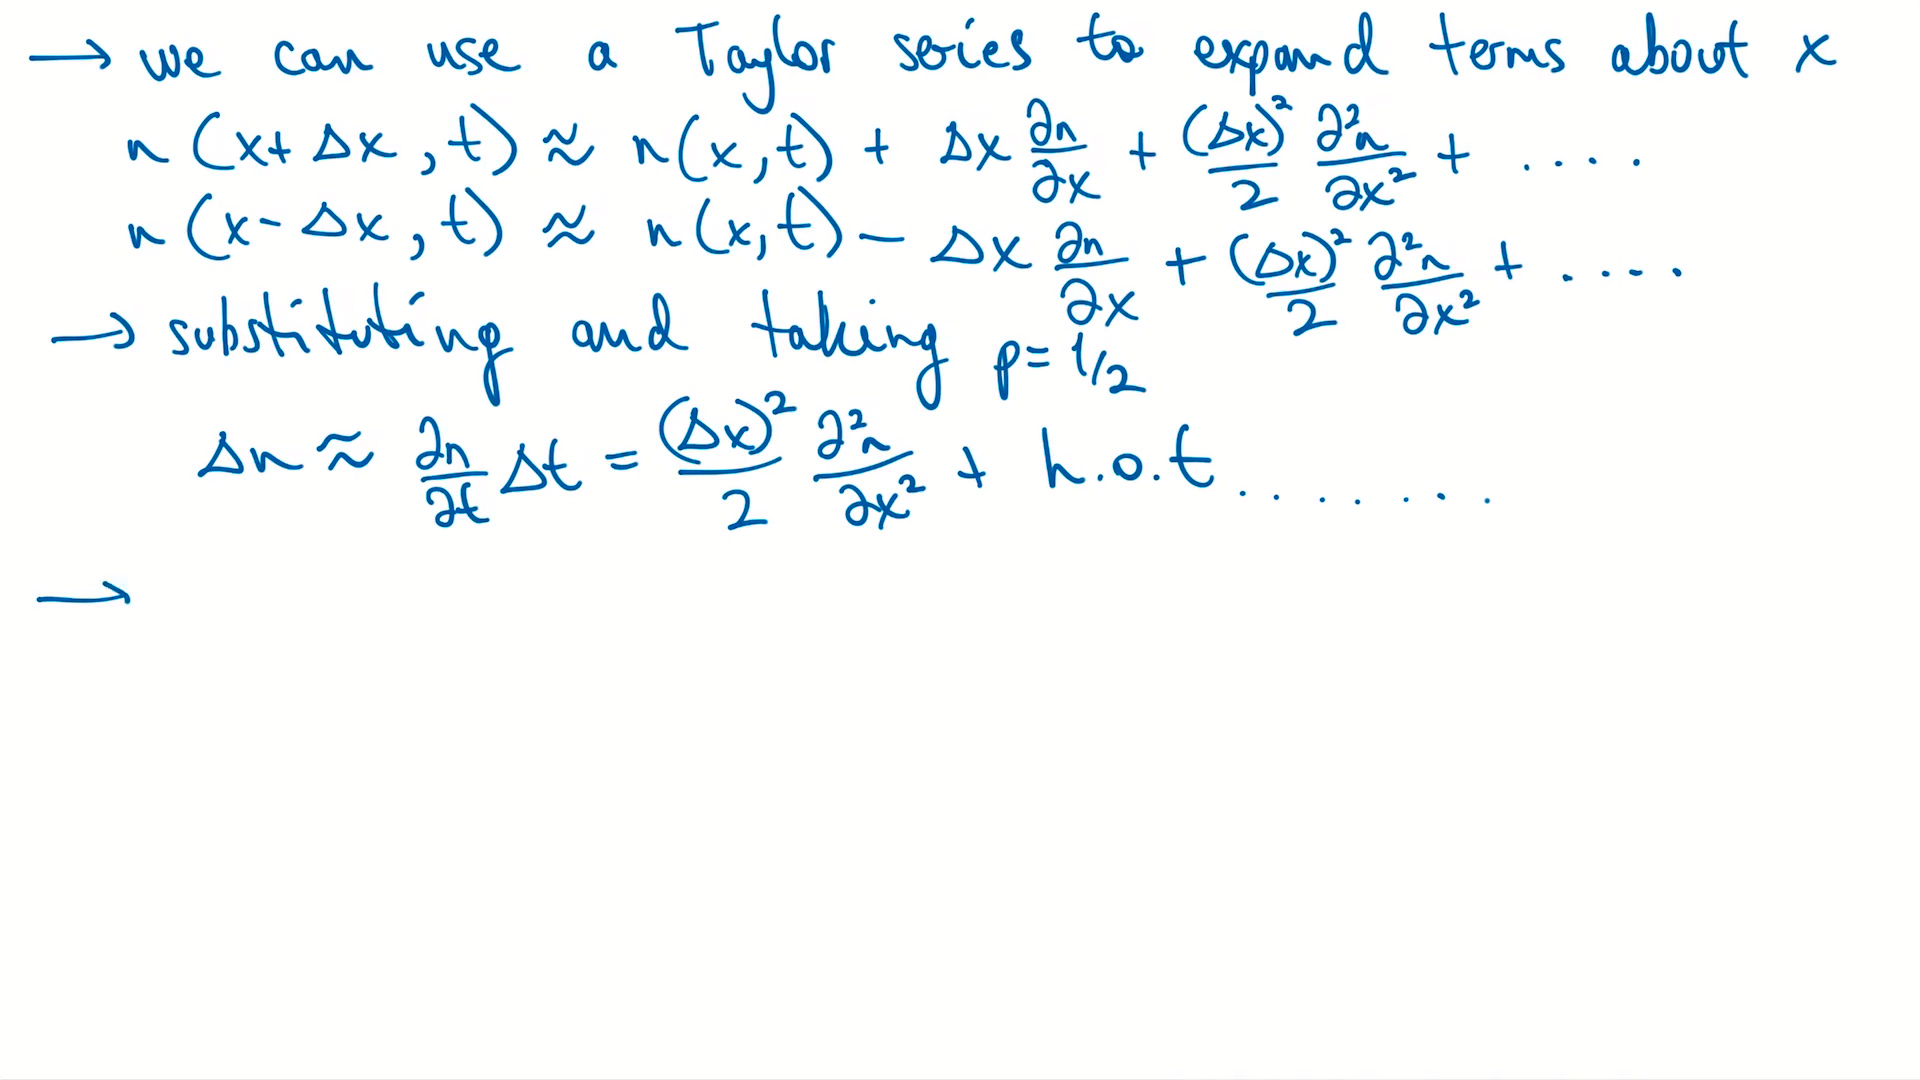 → we can use a Taylor series to expand terms about x
n(x+Δx, t) ≈ n(x,t) + Δx ∂n/∂x + (Δx)²/2 ∂²n/∂x² + ....
n(x-Δx, t) ≈ n(x,t) - Δx ∂n/∂x + (Δx)²/2 ∂²n/∂x² + ....
→ substituting and taking p=1/2
Δn ≈ ∂n/∂t Δt = (Δx)²/2 ∂²n/∂x² + h.o.t........
→